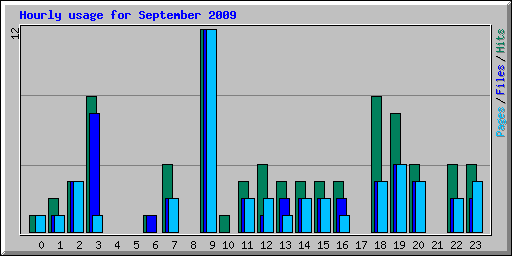 Hourly usage for September 2009
12
Pages/Files/Hits
0 1 2 3 4 5 6 7 8 9 10 11 12 13 14 15 16 17 18 19 20 21 22 23